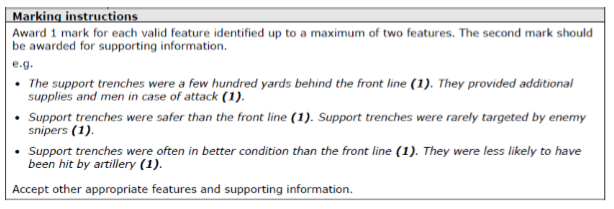 Marking instructions
Award 1 mark for each valid feature identified up to a maximum of two features. The second mark should
be awarded for supporting information.
e.g.
• The support trenches were a few hundred yards behind the front line (1). They provided additional
supplies and men in case of attack (1).
• Support trenches were safer than the front line (1). Support trenches were rarely targeted by enemy
snipers (1).
• Support trenches were often in better condition than the front line (1). They were less likely to have
been hit by artillery (1).
Accept other appropriate features and supporting information.